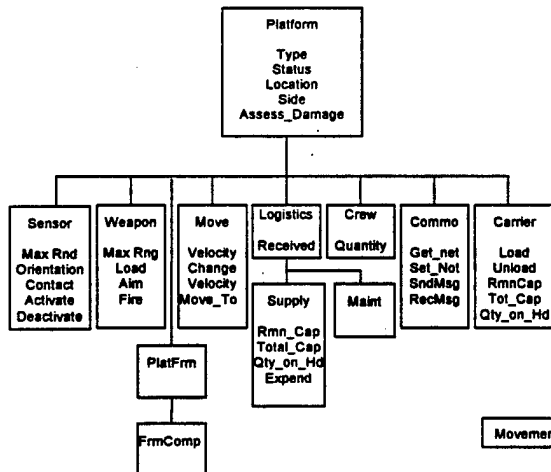 Platform
Type
Status
Location
Side
Assess_Damage
Sensor
Max Rnd
Orientation
Contact
Activate
Deactivate
Weapon
Max Rng
Load
Aim
Fire
Move
Velocity
Change
Velocity
Move_To
Logistics
Received
Crew
Quantity
Commo
Get_net
Set_Not
SndMsg
RecMsg
Carrier
Load
Unload
RmnCap
Tot_Cap
Qty_on_Hd
Supply
Rmn_Cap
Total_Cap
Qty_on_Hd
Expend
Maint
PlatFrm
FrmComp
Movemen